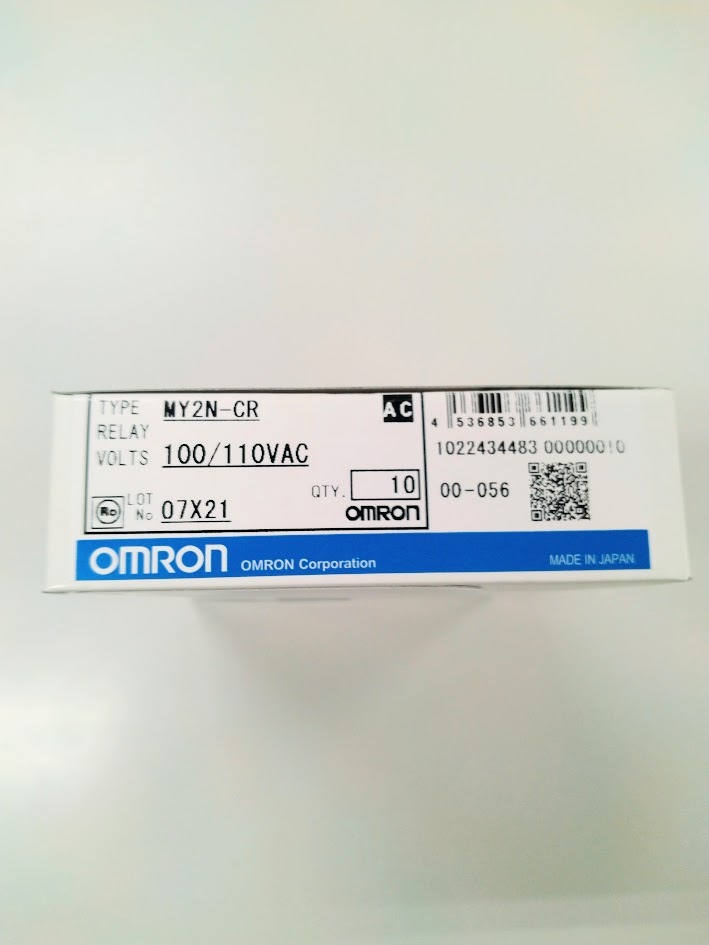 TYPE MY2N-CR AC
RELAY
VOLTS 100/110VAC
QTY. 10
LOT No 07X21
OMRON
4 536853 661199
1022434483 00000010
00-056
OMRON OMRON Corporation MADE IN JAPAN